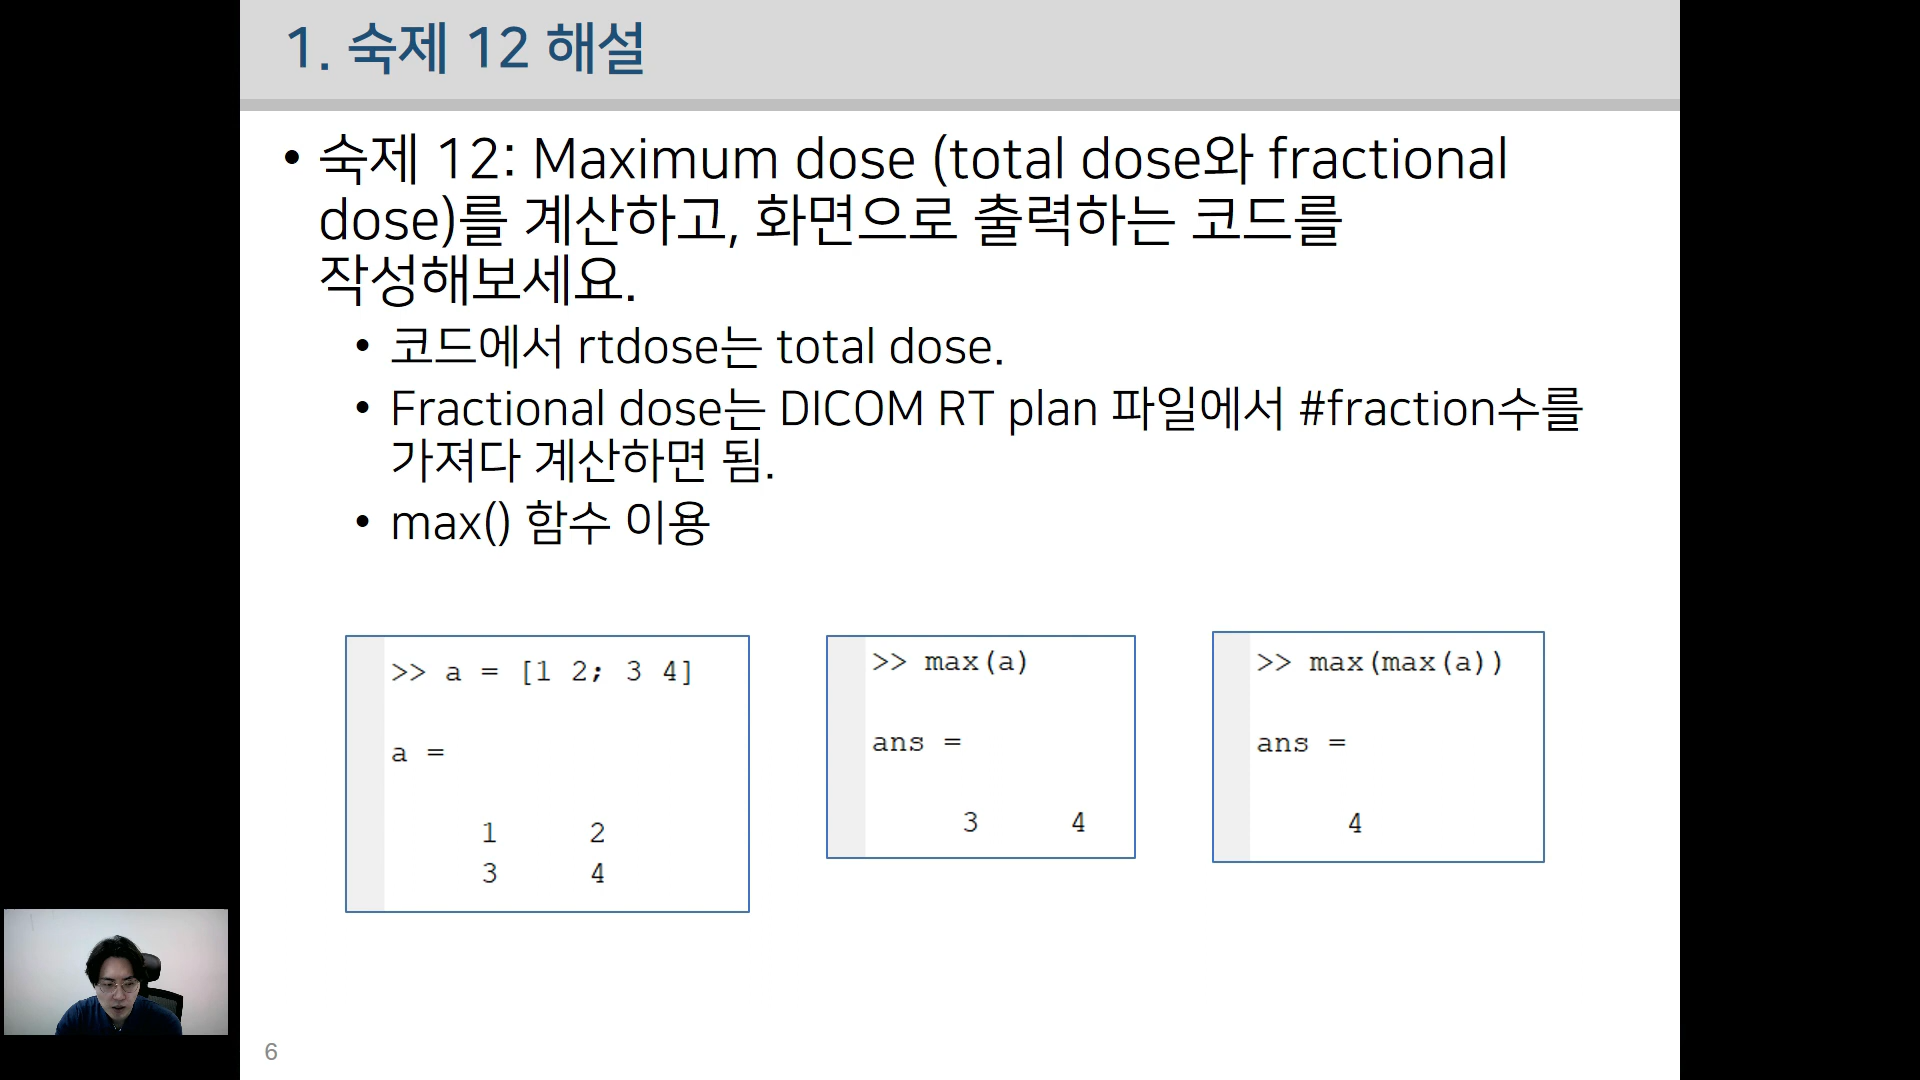 1. 숙제 12 해설
• 숙제 12: Maximum dose (total dose와 fractional
dose)를 계산하고, 화면으로 출력하는 코드를
작성해보세요.
• 코드에서 rtdose는 total dose.
• Fractional dose는 DICOM RT plan 파일에서 #fraction수를
가져다 계산하면 됨.
• max() 함수 이용
>> a = [1 2; 3 4]
a =
1 2
3 4
>> max(a)
ans =
3 4
>> max(max(a))
ans =
4
6